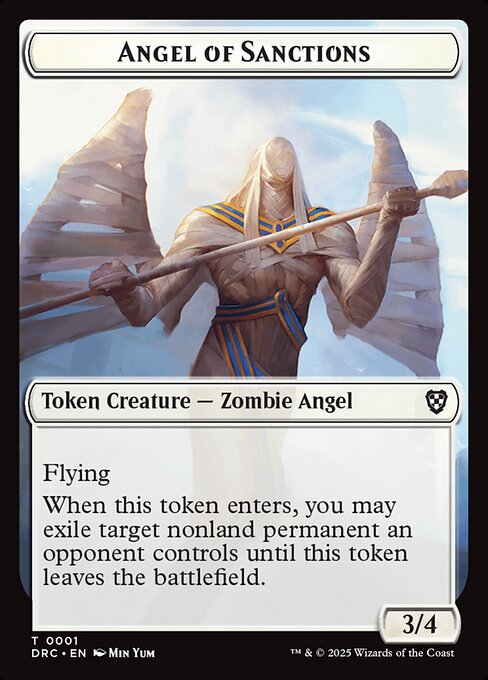 Angel of Sanctions
Token Creature — Zombie Angel
Flying
When this token enters, you may
exile target nonland permanent an
opponent controls until this token
leaves the battlefield.
3/4
T 0001
DRC • EN Min Yum
™ & © 2025 Wizards of the Coast